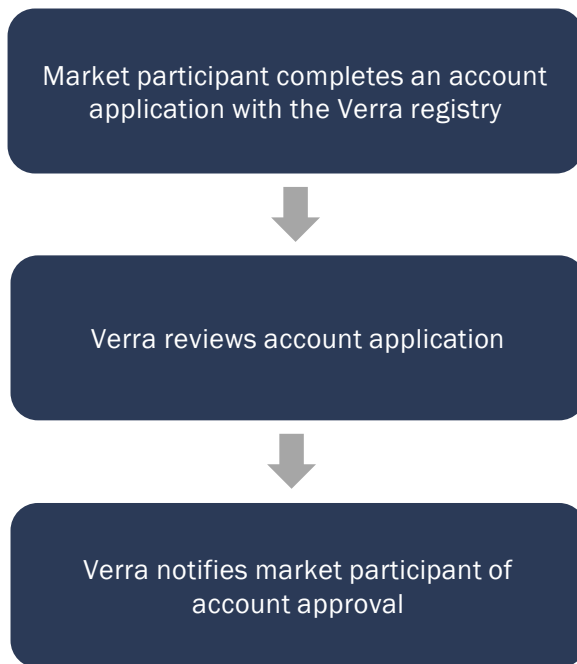 Market participant completes an account
application with the Verra registry
Verra reviews account application
Verra notifies market participant of
account approval